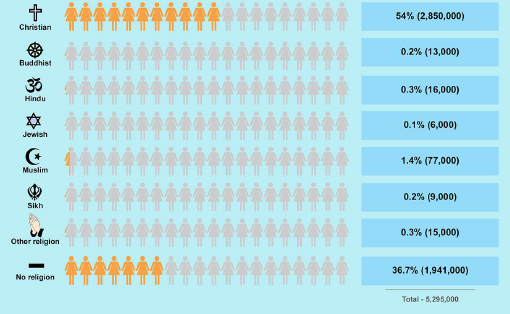 Christian
54% (2,850,000)
Buddhist
0.2% (13,000)
Hindu
0.3% (16,000)
Jewish
0.1% (6,000)
Muslim
1.4% (77,000)
Sikh
0.2% (9,000)
Other religion
0.3% (15,000)
No religion
36.7% (1,941,000)
Total - 5,295,000